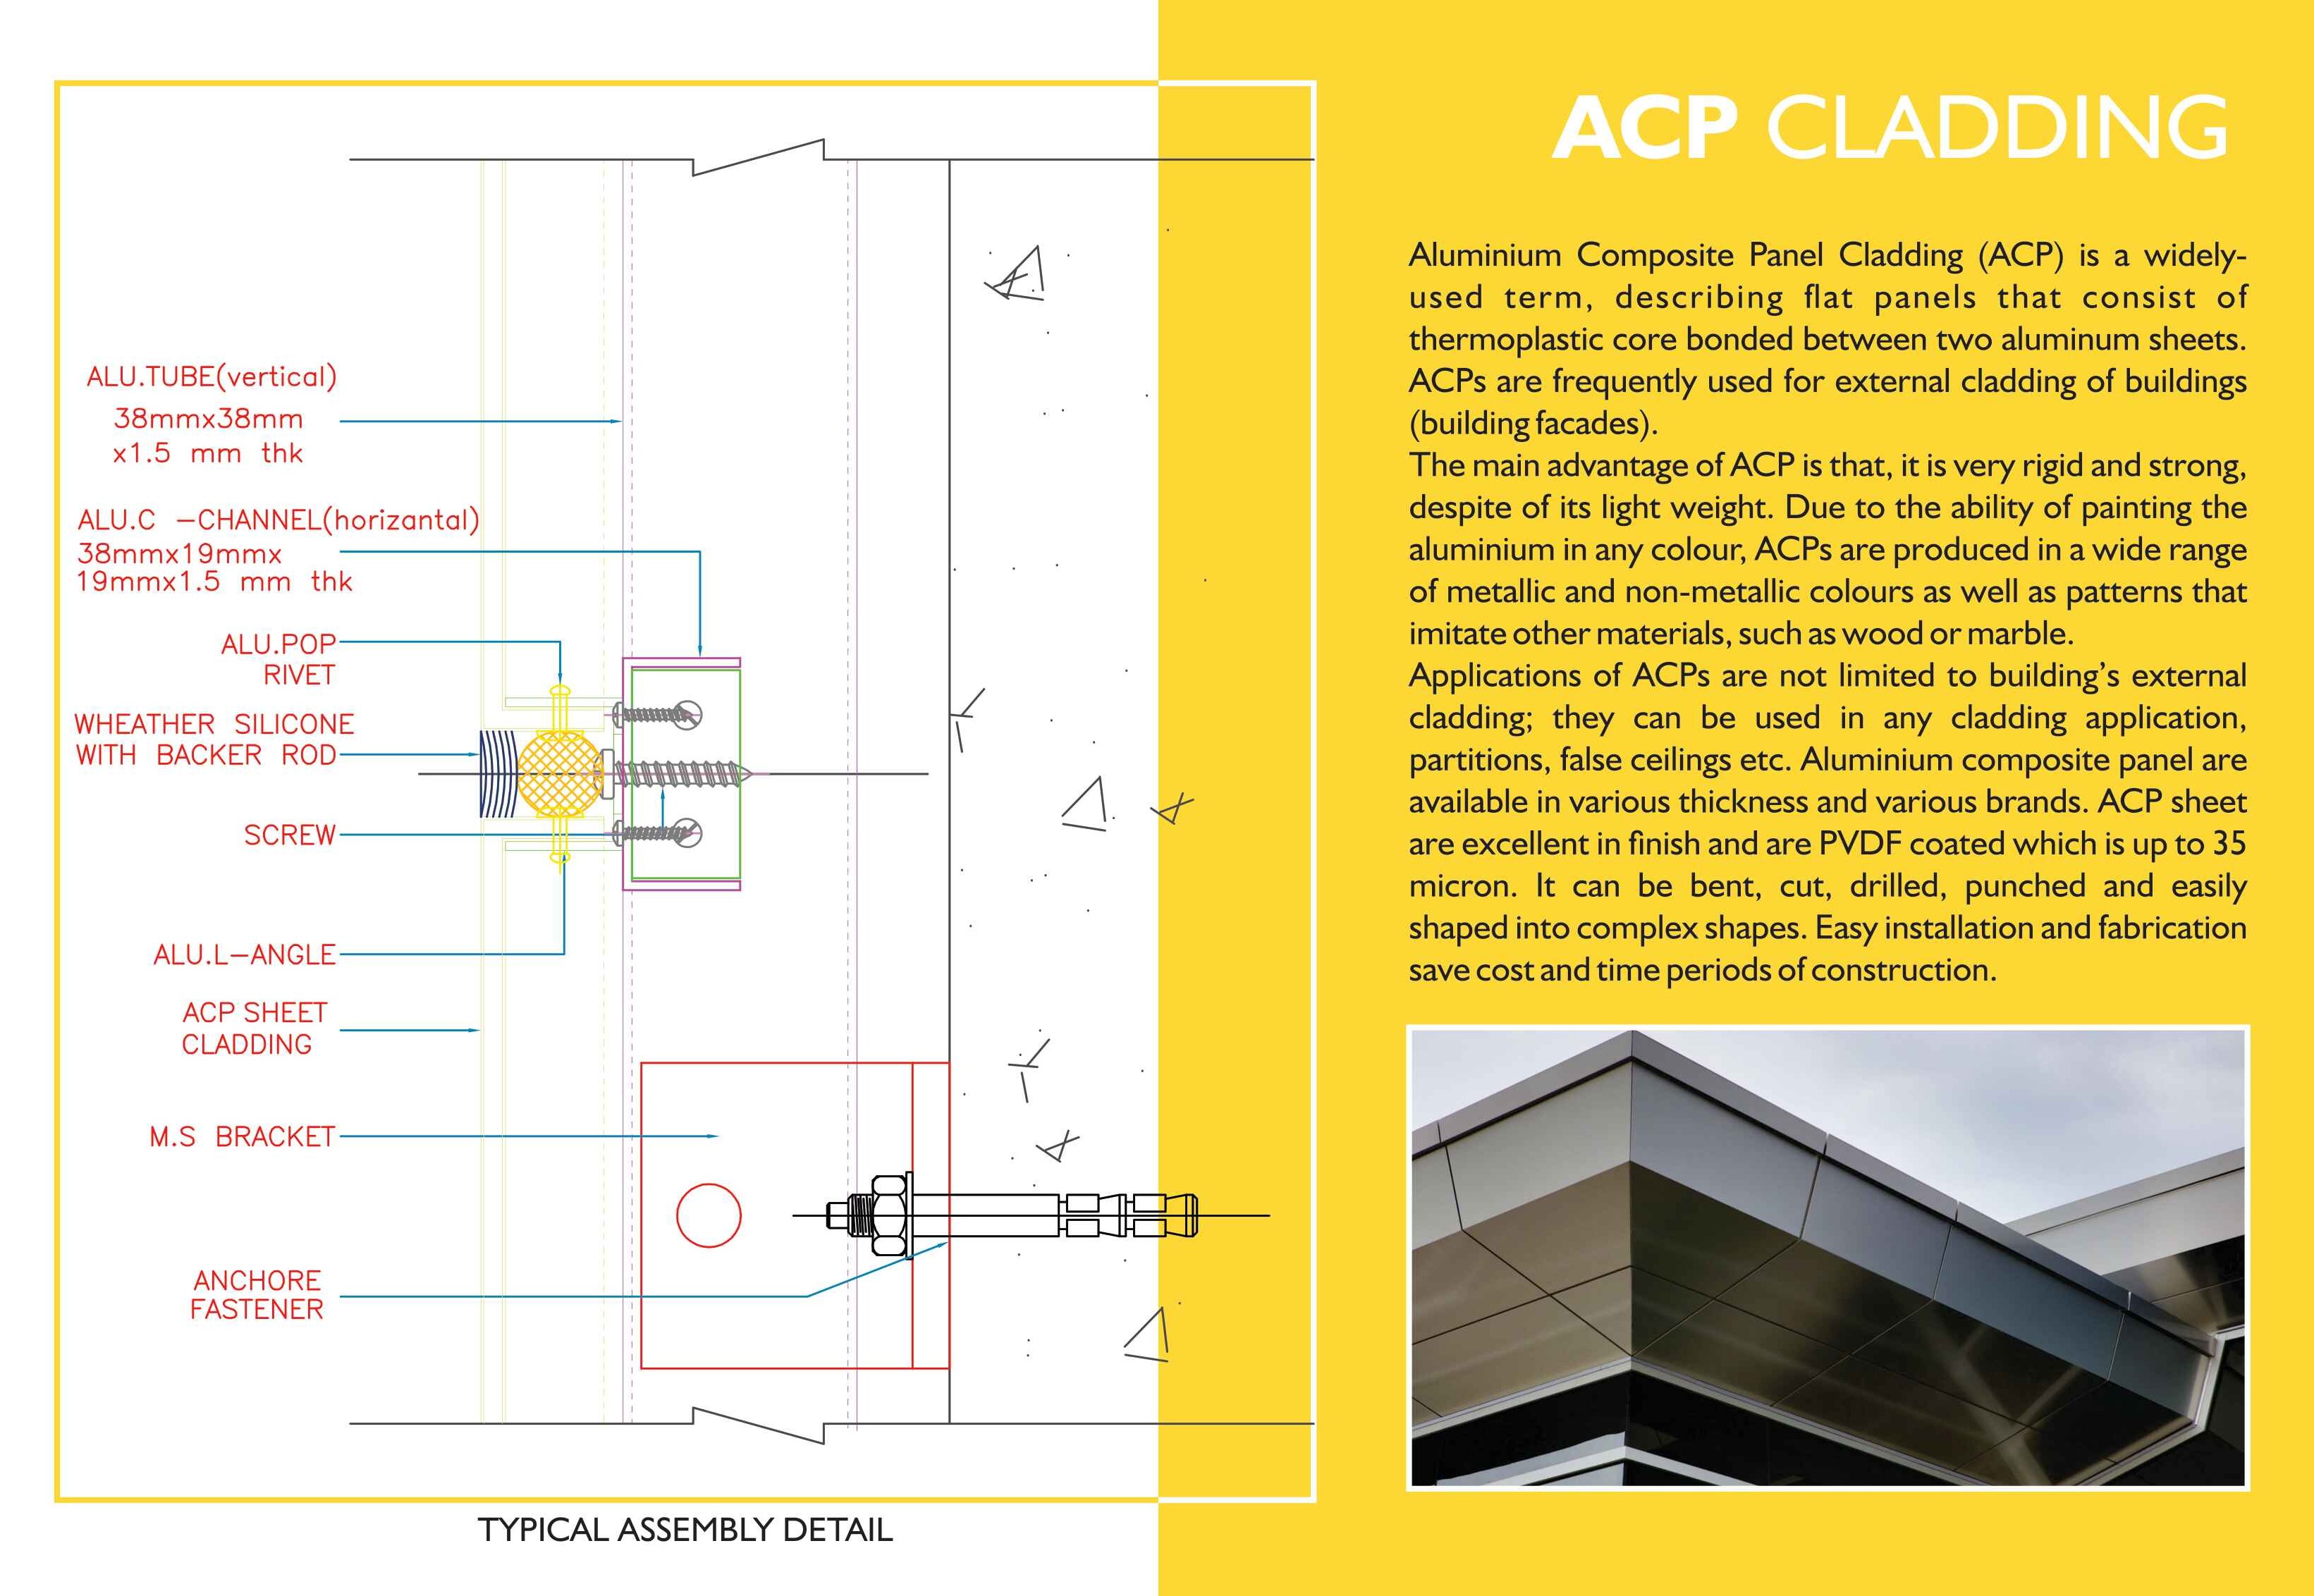 ALU.TUBE(vertical)
38mmx38mm
x1.5 mm thk
ALU.C -CHANNEL(horizantal)
38mmx19mmx
19mmx1.5 mm thk
ALU.POP
RIVET
WHEATHER SILICONE
WITH BACKER ROD
SCREW
ALU.L-ANGLE
ACP SHEET
CLADDING
M.S BRACKET
ANCHORE
FASTENER
TYPICAL ASSEMBLY DETAIL
ACP CLADDING
Aluminium Composite Panel Cladding (ACP) is a widely-
used term, describing flat panels that consist of
thermoplastic core bonded between two aluminum sheets.
ACPs are frequently used for external cladding of buildings
(building facades).
The main advantage of ACP is that, it is very rigid and strong,
despite of its light weight. Due to the ability of painting the
aluminium in any colour, ACPs are produced in a wide range
of metallic and non-metallic colours as well as patterns that
imitate other materials, such as wood or marble.
Applications of ACPs are not limited to building's external
cladding; they can be used in any cladding application,
partitions, false ceilings etc. Aluminium composite panel are
available in various thickness and various brands. ACP sheet
are excellent in finish and are PVDF coated which is up to 35
micron. It can be bent, cut, drilled, punched and easily
shaped into complex shapes. Easy installation and fabrication
save cost and time periods of construction.